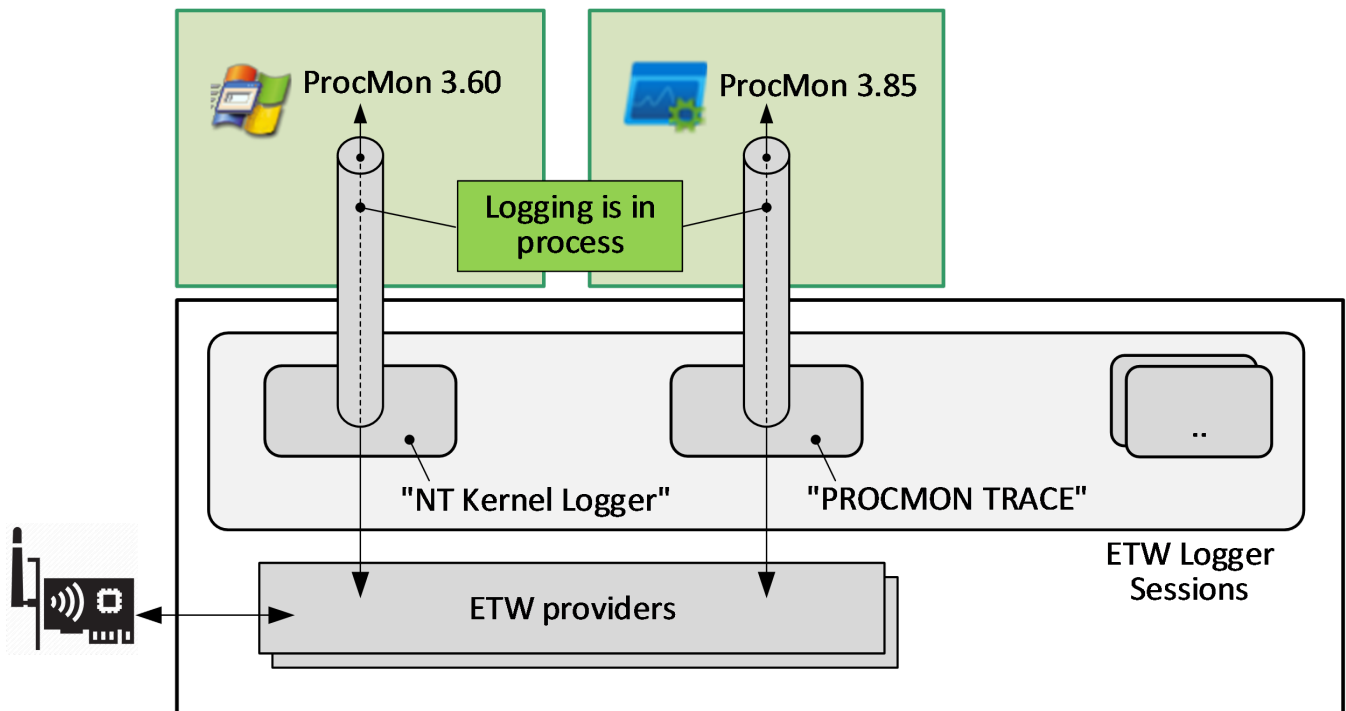 ProcMon 3.60
ProcMon 3.85
Logging is in
process
"NT Kernel Logger"
"PROCMON TRACE"
..
ETW Logger
Sessions
ETW providers